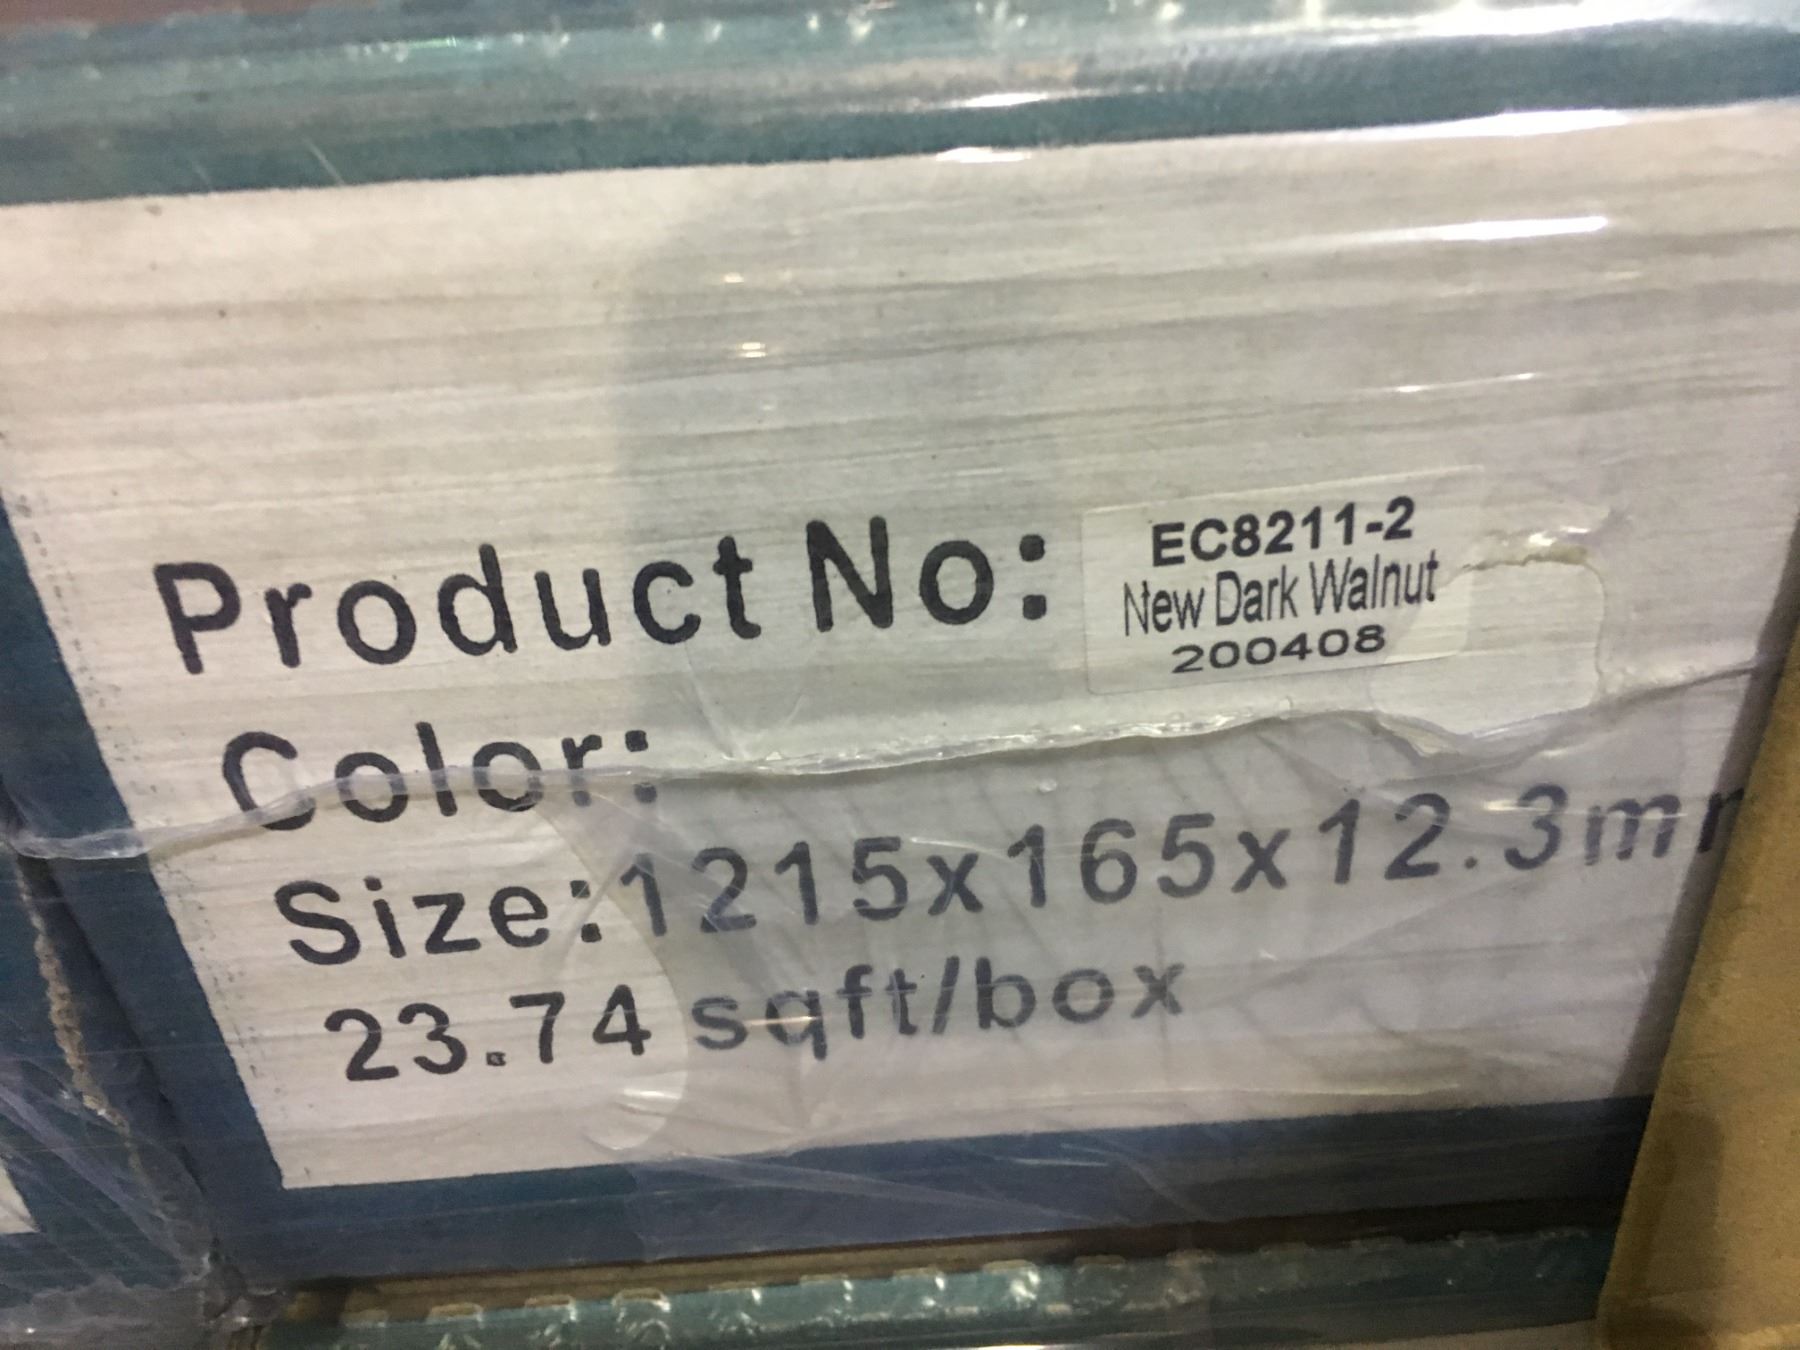 Product No: EC8211-2
New Dark Walnut
200408
Color:
Size:1215x165x12.3m
23.74 sqft/box